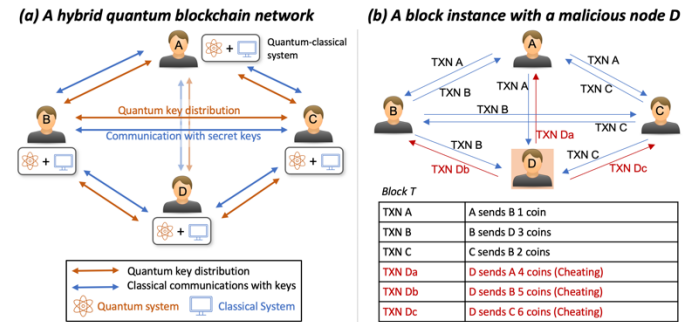 (a) A hybrid quantum blockchain network
A
+
Quantum-classical
system
B
Quantum key distribution
C
Communication with secret keys
+
+
D
+
Quantum key distribution
Classical communications with keys
Quantum system
Classical System
(b) A block instance with a malicious node D
A
TXN A
TXN A
TXN B
TXN A
TXN C
B
TXN B
C
TXN C
TXN B
TXN Da
TXN C
TXN Db
D
TXN Dc
Block T
TXN A A sends B 1 coin
TXN B B sends D 3 coins
TXN C C sends B 2 coins
TXN Da D sends A 4 coins (Cheating)
TXN Db D sends B 5 coins (Cheating)
TXN Dc D sends C 6 coins (Cheating)